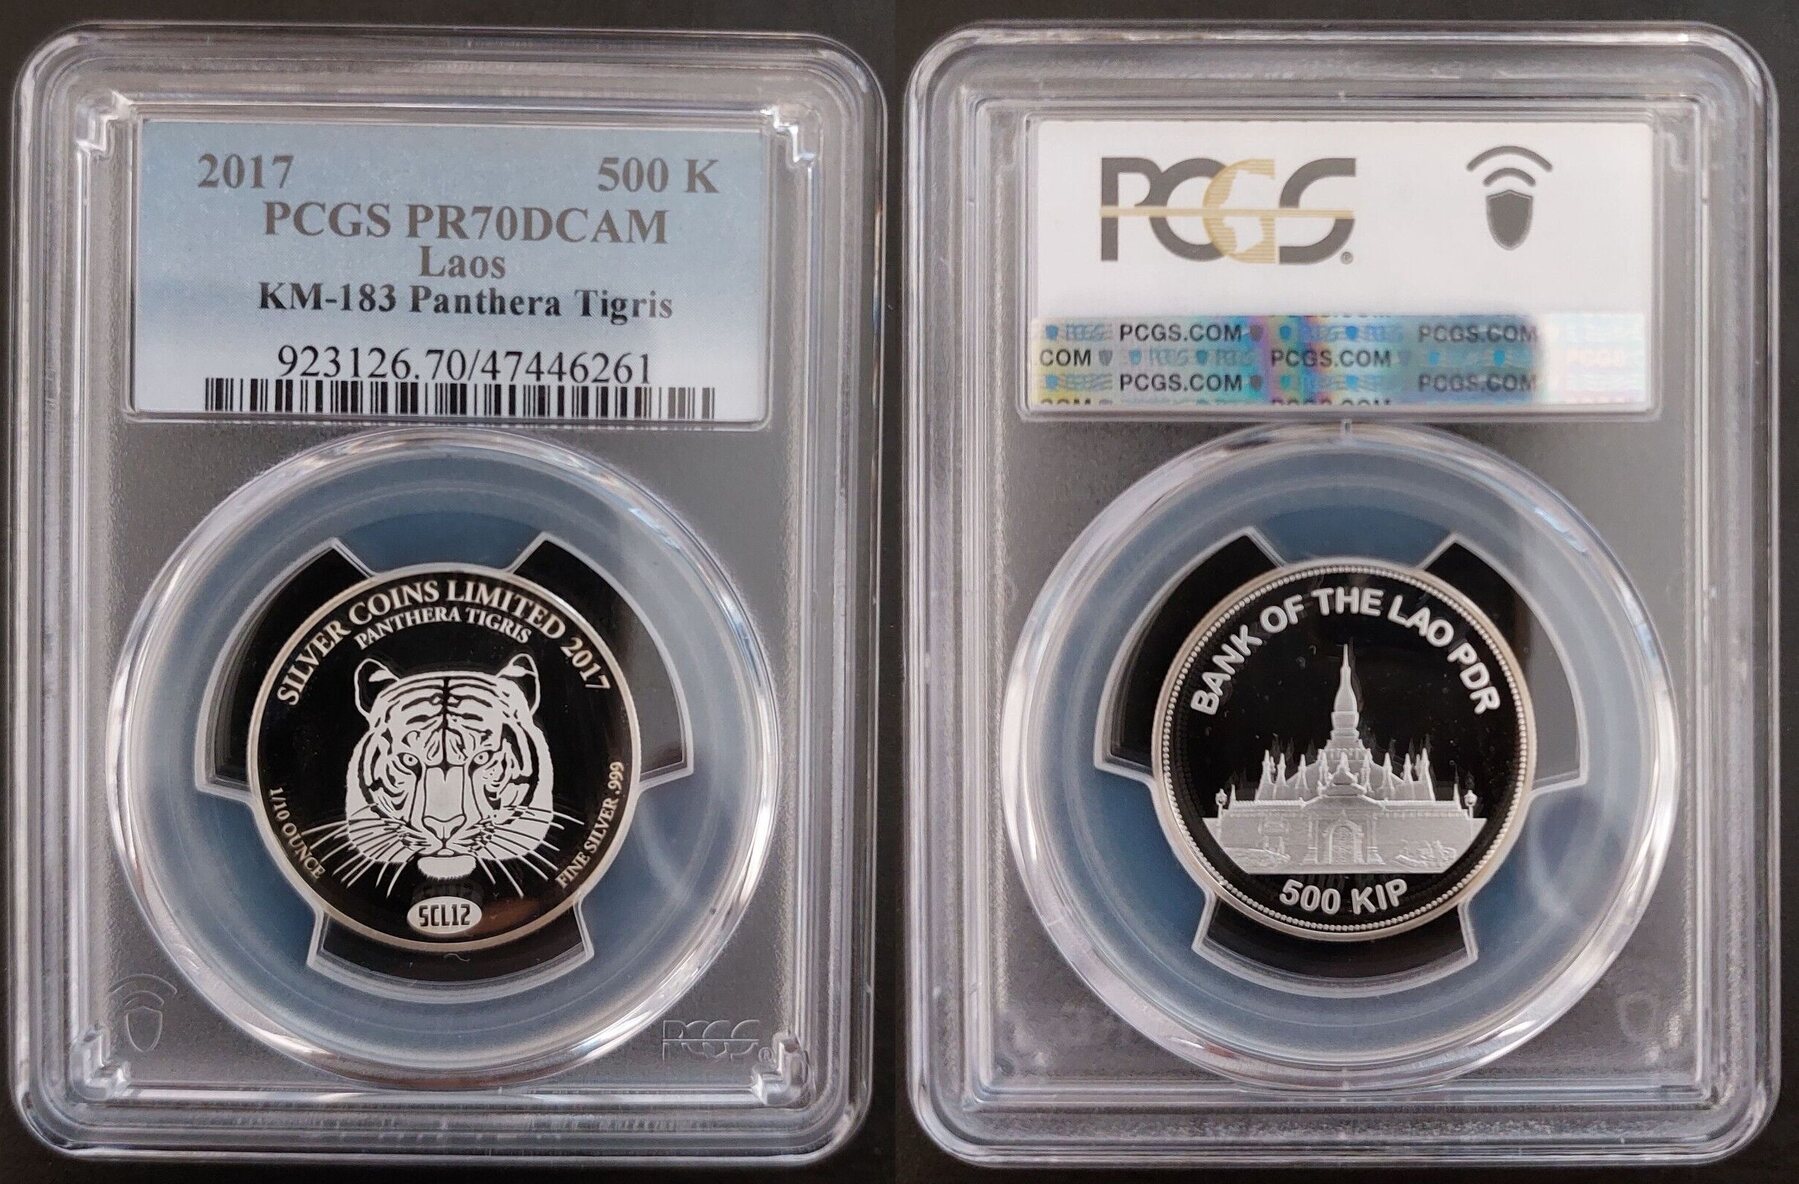 2017 500 K
PCGS PR70DCAM
Laos
KM-183 Panthera Tigris
923126.70/47446261
SILVER COINS LIMITED 2017
PANTHERA TIGRIS
1/10 OUNCE
FINE SILVER .999
SCL12
PCGS
PCGS.
PCGS.COM PCGS.COM
COM PCGS PCGS.COM
PCGS.COM PCGS.COM
BANK OF THE LAO PDR
500 KIP